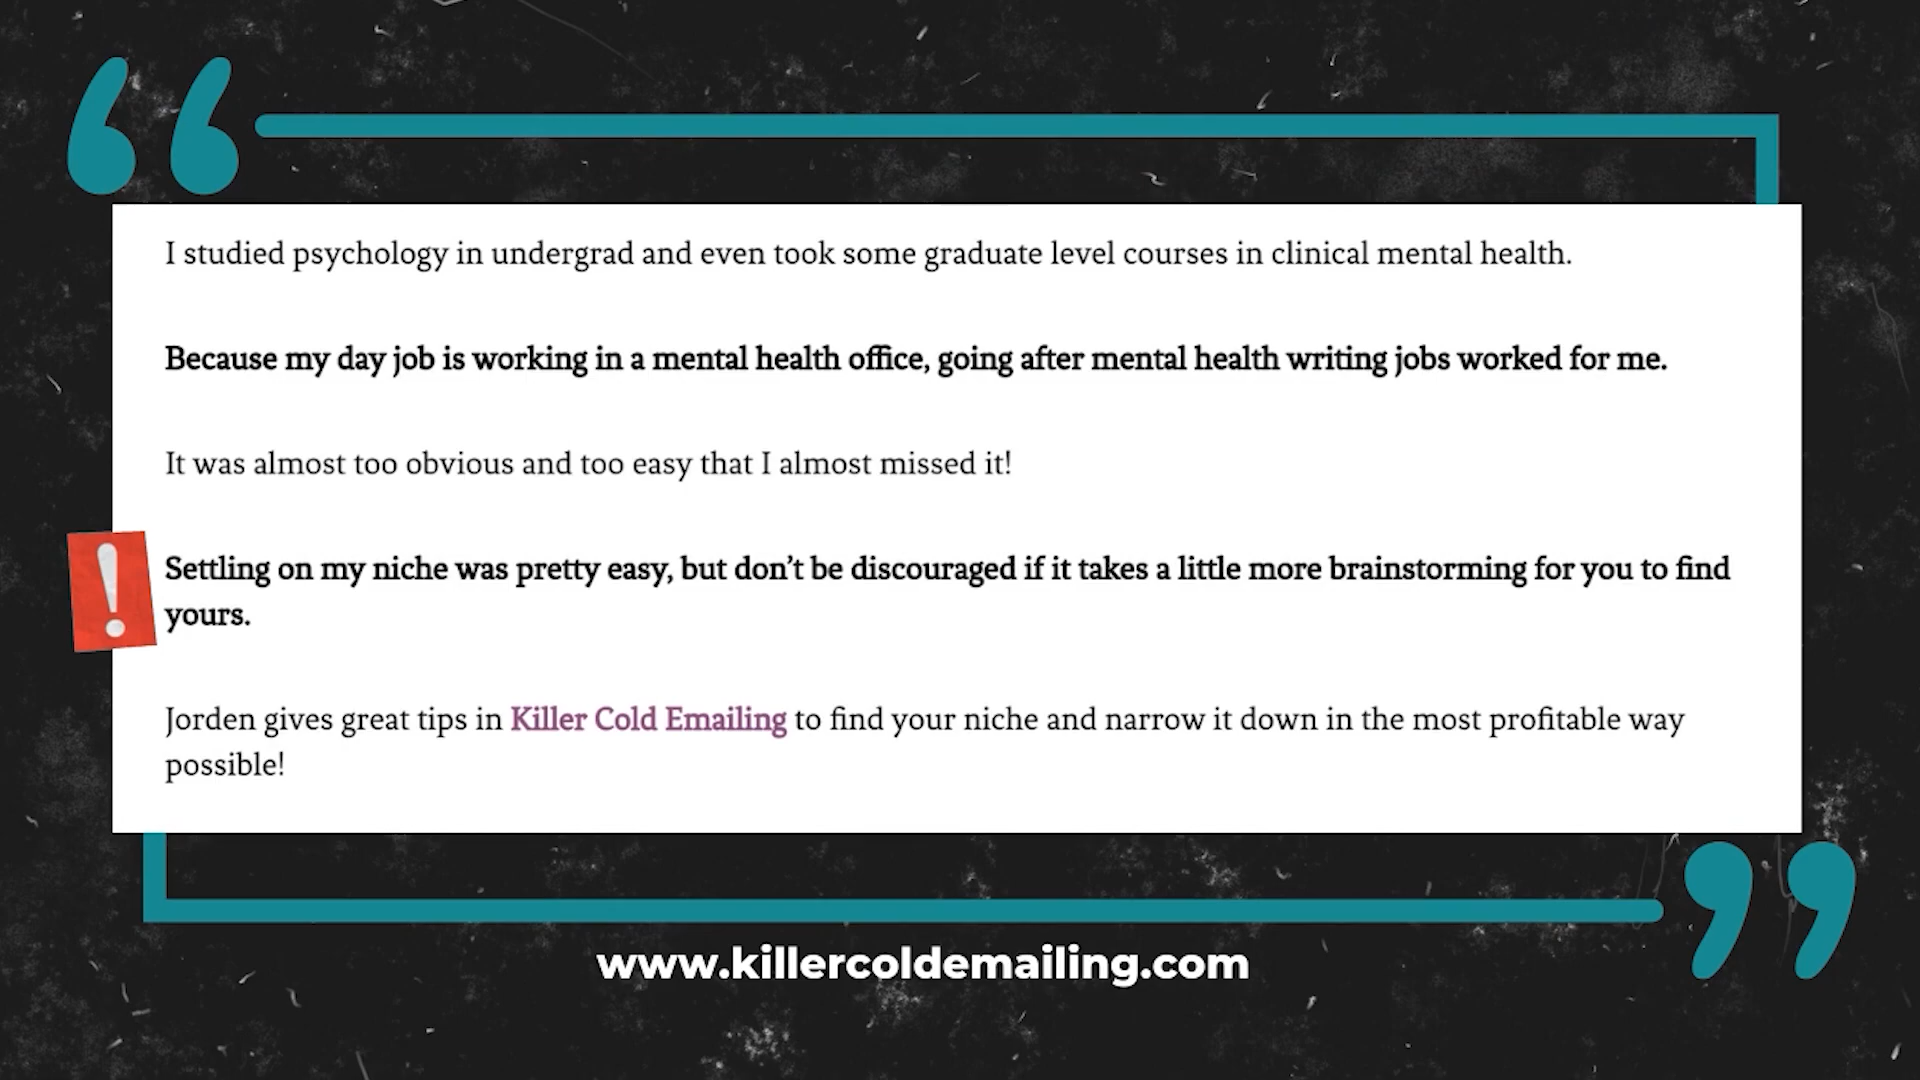 I studied psychology in undergrad and even took some graduate level courses in clinical mental health.
Because my day job is working in a mental health office, going after mental health writing jobs worked for me.
It was almost too obvious and too easy that I almost missed it!
Settling on my niche was pretty easy, but don’t be discouraged if it takes a little more brainstorming for you to find
yours.
Jorden gives great tips in Killer Cold Emailing to find your niche and narrow it down in the most profitable way
possible!
www.killercoldemailing.com